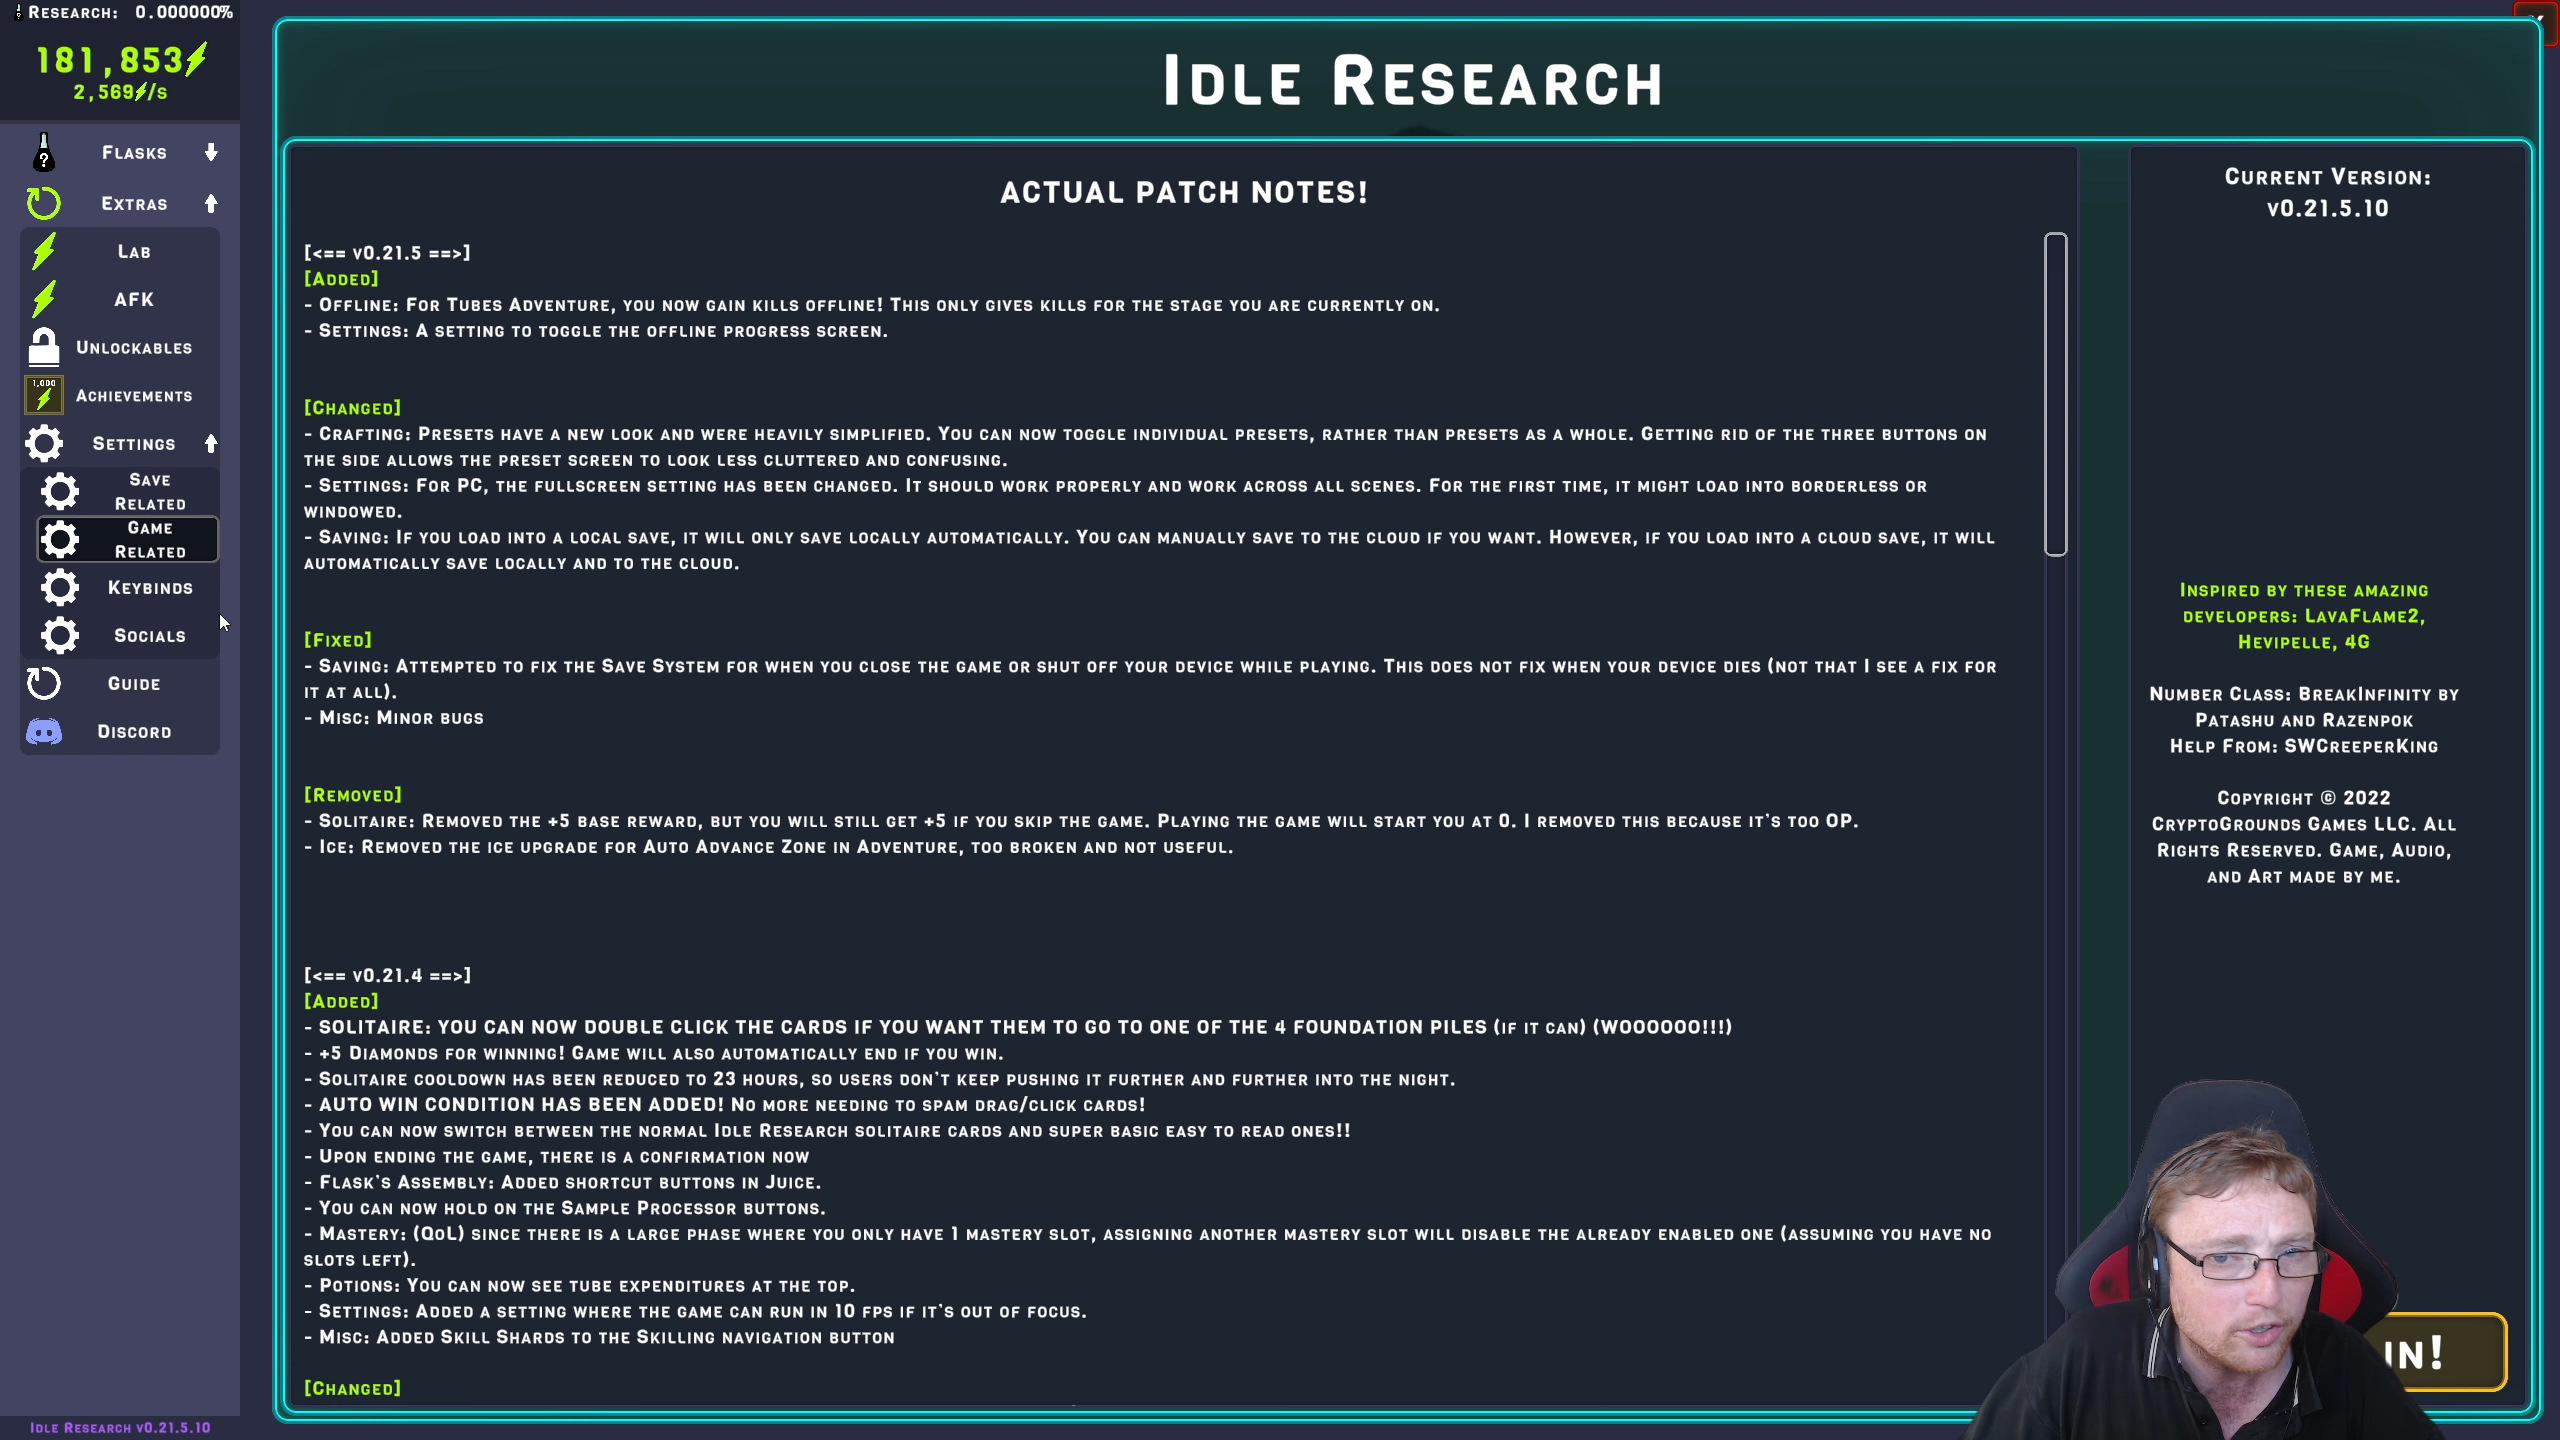 Research: 0.000000%
181,853
2,569/s
Flasks
Extras
Lab
AFK
Unlockables
1,000
Achievements
Settings
Save
Related
Game
Related
Keybinds
Socials
Guide
Discord
Idle Research v0.21.5.10
Idle Research
ACTUAL PATCH NOTES!
[<== v0.21.5 ==>]
[Added]
- Offline: For Tubes Adventure, you now gain kills offline! This only gives kills for the stage you are currently on.
- Settings: A setting to toggle the offline progress screen.
[Changed]
- Crafting: Presets have a new look and were heavily simplified. You can now toggle individual presets, rather than presets as a whole. Getting rid of the three buttons on
the side allows the preset screen to look less cluttered and confusing.
- Settings: For PC, the fullscreen setting has been changed. It should work properly and work across all scenes. For the first time, it might load into borderless or
windowed.
- Saving: If you load into a local save, it will only save locally automatically. You can manually save to the cloud if you want. However, if you load into a cloud save, it will
automatically save locally and to the cloud.
[Fixed]
- Saving: Attempted to fix the Save System for when you close the game or shut off your device while playing. This does not fix when your device dies (not that I see a fix for
it at all).
- Misc: Minor bugs
[Removed]
- Solitaire: Removed the +5 base reward, but you will still get +5 if you skip the game. Playing the game will start you at 0. I removed this because it's too OP.
- Ice: Removed the ice upgrade for Auto Advance Zone in Adventure, too broken and not useful.
[<== v0.21.4 ==>]
[Added]
- SOLITAIRE: YOU CAN NOW DOUBLE CLICK THE CARDS IF YOU WANT THEM TO GO TO ONE OF THE 4 FOUNDATION PILES (if it can) (WOOOOOO!!!)
- +5 Diamonds for winning! Game will also automatically end if you win.
- Solitaire cooldown has been reduced to 23 hours, so users don't keep pushing it further and further into the night.
- AUTO WIN CONDITION HAS BEEN ADDED! No more needing to spam drag/click cards!
- You can now switch between the normal Idle Research solitaire cards and super basic easy to read ones!!
- Upon ending the game, there is a confirmation now
- Flask's Assembly: Added shortcut buttons in Juice.
- You can now hold on the Sample Processor buttons.
- Mastery: (QoL) since there is a large phase where you only have 1 mastery slot, assigning another mastery slot will disable the already enabled one (assuming you have no
slots left).
- Potions: You can now see tube expenditures at the top.
- Settings: Added a setting where the game can run in 10 fps if it's out of focus.
- Misc: Added Skill Shards to the Skilling navigation button
[Changed]
Current Version:
v0.21.5.10
Inspired by these amazing
developers: LavaFlame2,
Hevipelle, 4G
Number Class: BreakInfinity by
Patashu and Razenpok
Help From: SWCreeperKing
Copyright © 2022
CryptoGrounds Games LLC. All
Rights Reserved. Game, Audio,
and Art made by me.
IN!